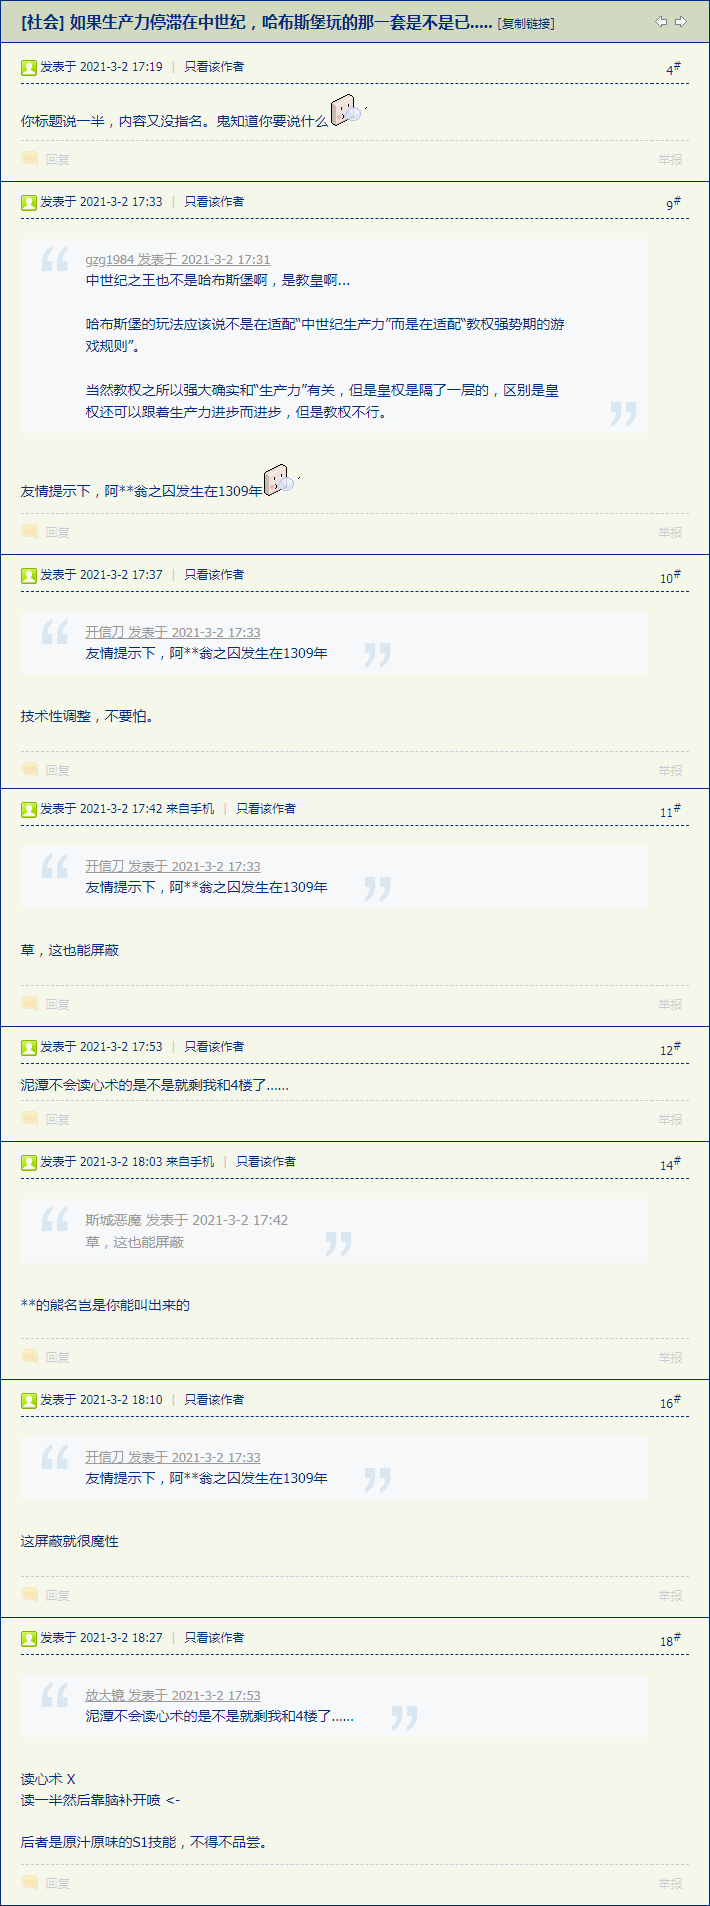 [社会] 如果生产力停滞在中世纪，哈布斯堡玩的那一套是不是已..... [复制链接]
发表于 2021-3-2 17:19 | 只看该作者 4#
你标题说一半，内容又没指名。鬼知道你要说什么
回复 举报
发表于 2021-3-2 17:33 | 只看该作者 9#
gzg1984 发表于 2021-3-2 17:31
中世纪之王也不是哈布斯堡啊，是教皇啊...
哈布斯堡的玩法应该说不是在适配“中世纪生产力”而是在适配“教权强势期的游
戏规则”。
当然教权之所以强大确实和“生产力”有关，但是皇权是隔了一层的，区别是皇
权还可以跟着生产力进步而进步，但是教权不行。
友情提示下，阿**翁之囚发生在1309年
回复 举报
发表于 2021-3-2 17:37 | 只看该作者 10#
开信刀 发表于 2021-3-2 17:33
友情提示下，阿**翁之囚发生在1309年
技术性调整，不要怕。
回复 举报
发表于 2021-3-2 17:42 来自手机 | 只看该作者 11#
开信刀 发表于 2021-3-2 17:33
友情提示下，阿**翁之囚发生在1309年
草，这也能屏蔽
回复 举报
发表于 2021-3-2 17:53 | 只看该作者 12#
泥潭不会读心术的是不是就剩我和4楼了……
回复 举报
发表于 2021-3-2 18:03 来自手机 | 只看该作者 14#
斯城恶魔 发表于 2021-3-2 17:42
草，这也能屏蔽
**的熊名岂是你能叫出来的
回复 举报
发表于 2021-3-2 18:10 | 只看该作者 16#
开信刀 发表于 2021-3-2 17:33
友情提示下，阿**翁之囚发生在1309年
这屏蔽就很魔性
回复 举报
发表于 2021-3-2 18:27 | 只看该作者 18#
放大镜 发表于 2021-3-2 17:53
泥潭不会读心术的是不是就剩我和4楼了……
读心术 X
读一半然后靠脑补开喷 <-
后者是原汁原味的S1技能，不得不品尝。
回复 举报